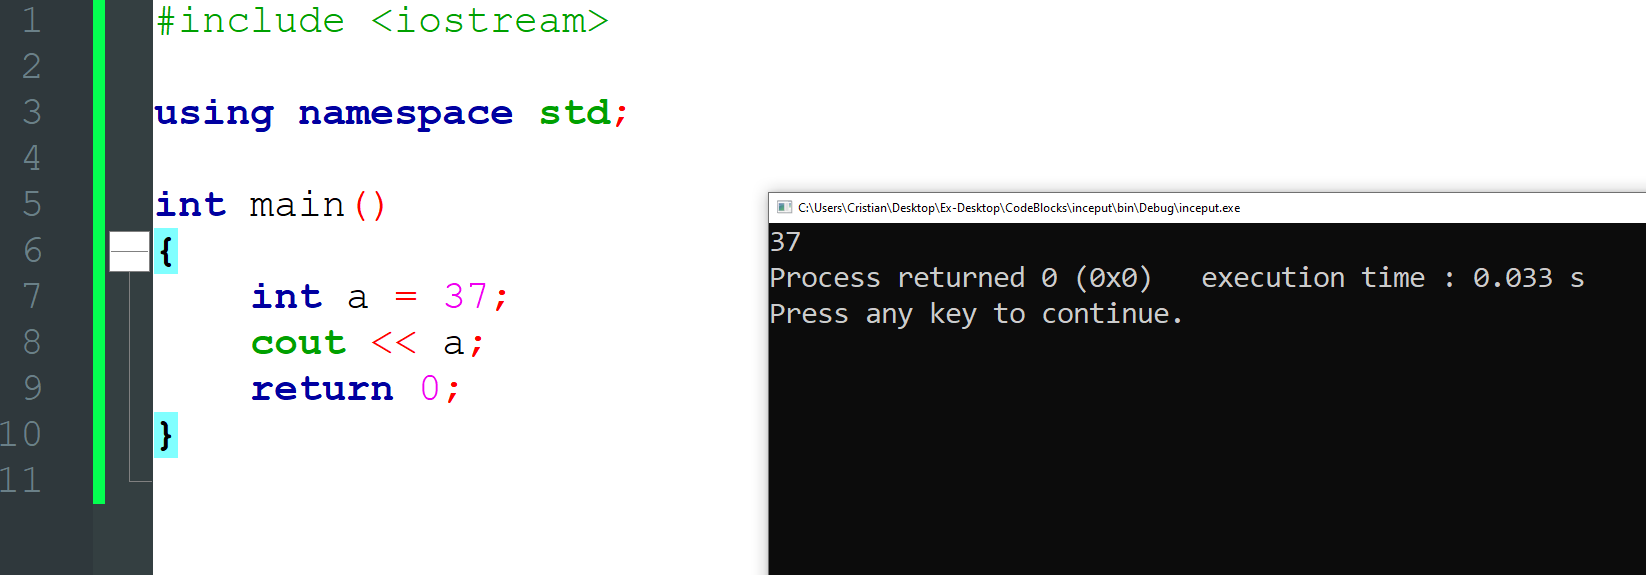 1 #include <iostream>
2
3 using namespace std;
4
5 int main()
6 {
7     int a = 37;
8     cout << a;
9     return 0;
10 }
11
C:\Users\Cristian\Desktop\Ex-Desktop\CodeBlocks\inceput\bin\Debug\inceput.exe
37
Process returned 0 (0x0)   execution time : 0.033 s
Press any key to continue.